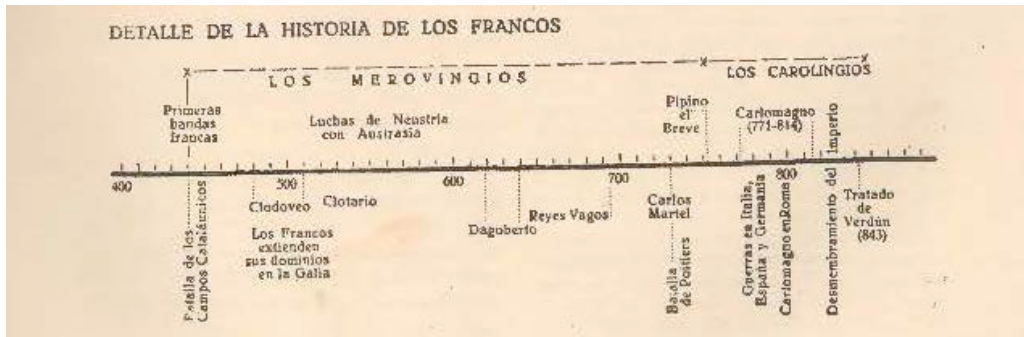 DETALLE DE LA HISTORIA DE LOS FRANCOS
LOS MEROVINGIOS
LOS CAROLINGIOS
Primeras
bandas
francas
Luchas de Neustria
con Austrasia
Pipino
el
Breve
Carlomagno
(771-814)
Desmembramiento del Imperio
400
500
600
700
800
Batalla de los
Campos Cataláunicos
Clodoveo
Clotario
Los Francos
extienden
sus dominios
en la Galia
Dagoberto
Reyes Vagos
Carlos
Martel
Batalla
de Poitiers
Guerras en Italia,
España y Germania
Carlomagno en Roma
Tratado
de
Verdún
(843)